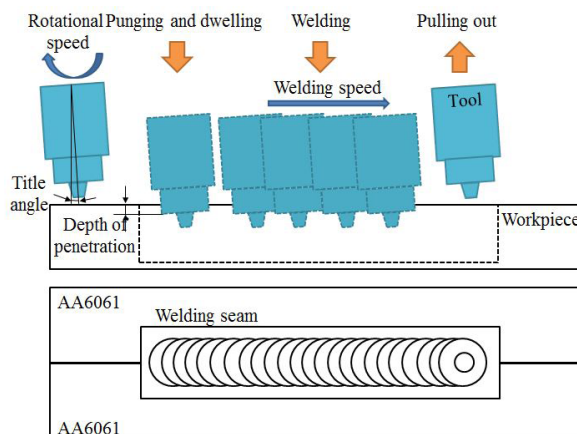 Rotational
speed
Punging and dwelling
Welding
Pulling out
Welding speed
Tool
Title
angle
Depth of
penetration
Workpiece
AA6061
Welding seam
AA6061